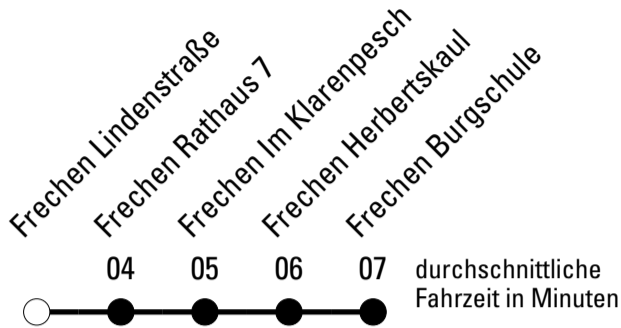 Frechen Lindenstraße
Frechen Rathaus 7
Frechen Im Klarenpesch
Frechen Herbertskaul
Frechen Burgschule
04 05 06 07
durchschnittliche
Fahrzeit in Minuten